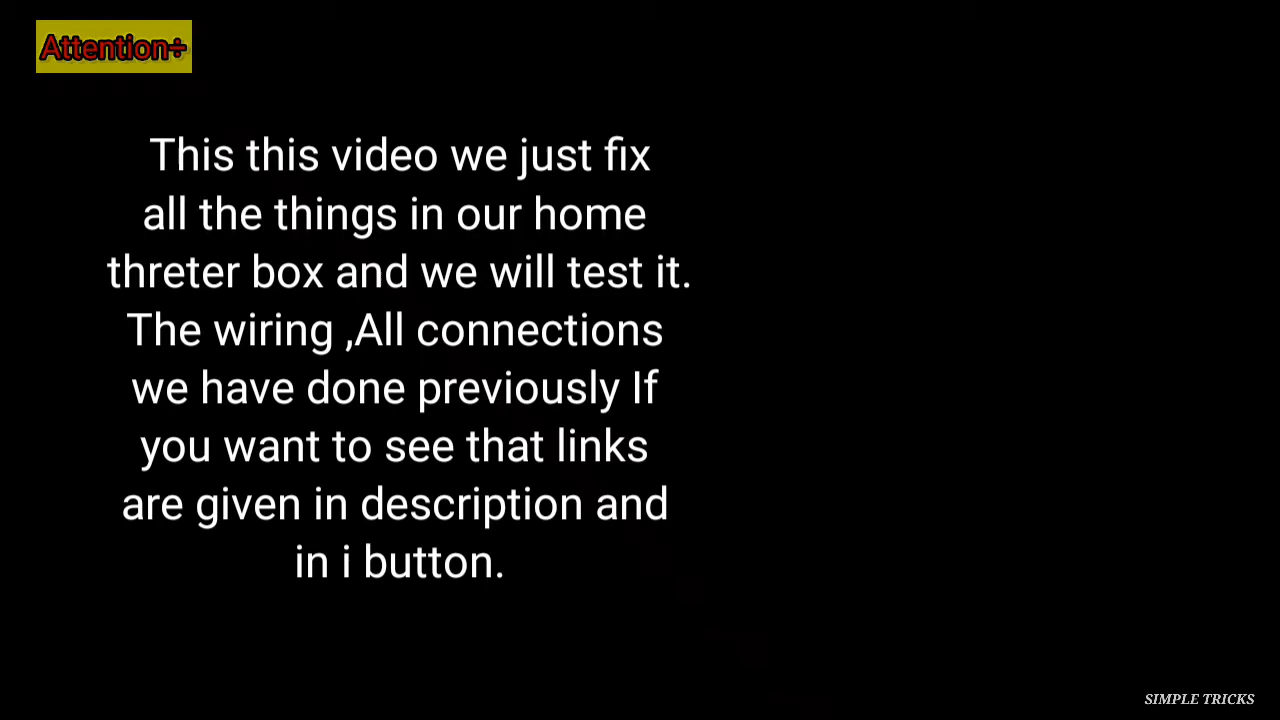 Attention÷
This this video we just fix
all the things in our home
threter box and we will test it.
The wiring ,All connections
we have done previously If
you want to see that links
are given in description and
in i button.
SIMPLE TRICKS